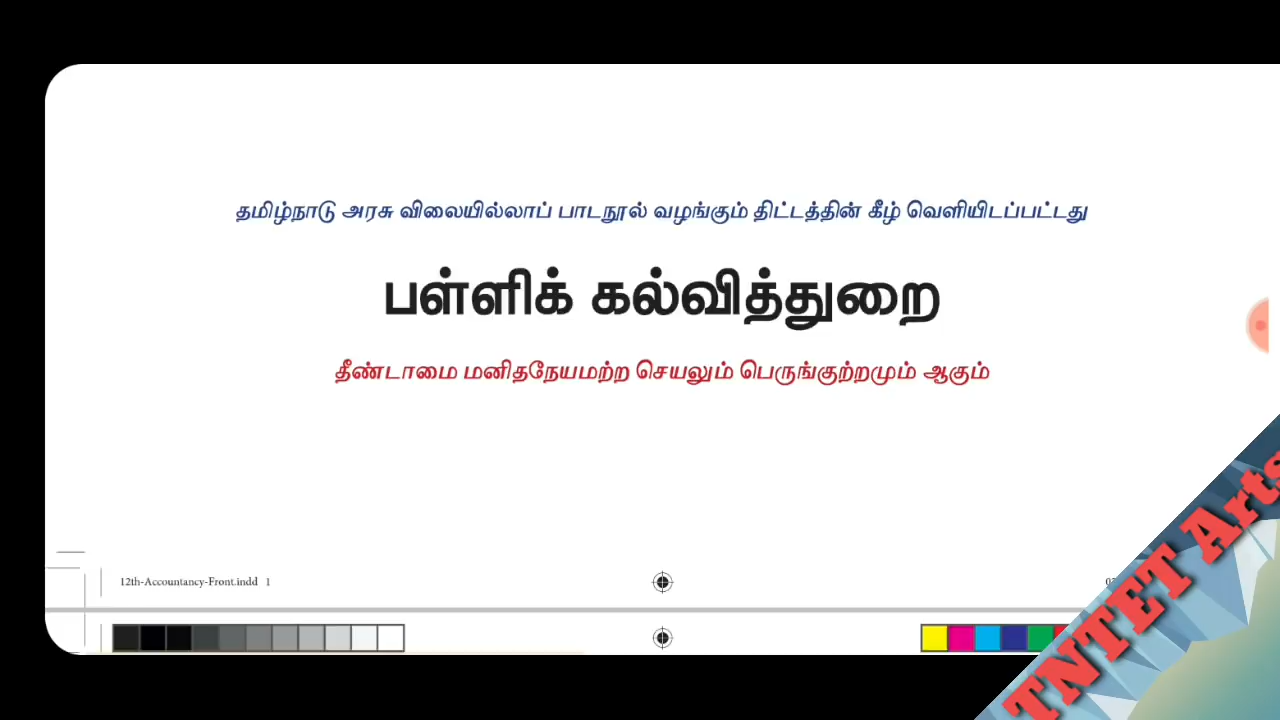 தமிழ்நாடு அரசு விலையில்லாப் பாடநூல் வழங்கும் திட்டத்தின் கீழ் வெளியிடப்பட்டது
பள்ளிக் கல்வித்துறை
தீண்டாமை மனிதநேயமற்ற செயலும் பெருங்குற்றமும் ஆகும்
12th-Accountancy-Front.indd 1
TNTET Arts